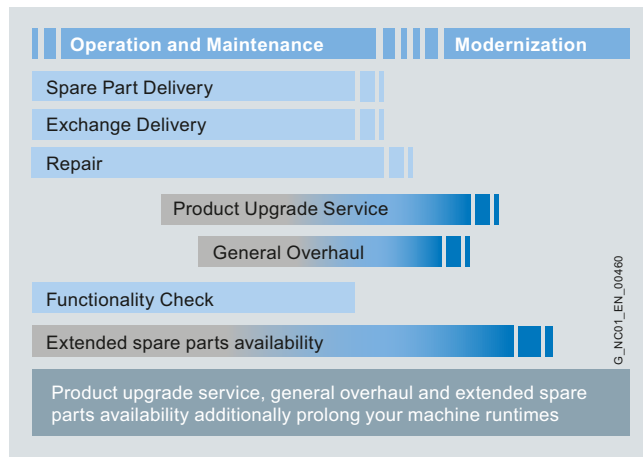 Operation and Maintenance
Modernization
Spare Part Delivery
Exchange Delivery
Repair
Product Upgrade Service
General Overhaul
Functionality Check
Extended spare parts availability
G_NC01_EN_00460
Product upgrade service, general overhaul and extended spare
parts availability additionally prolong your machine runtimes